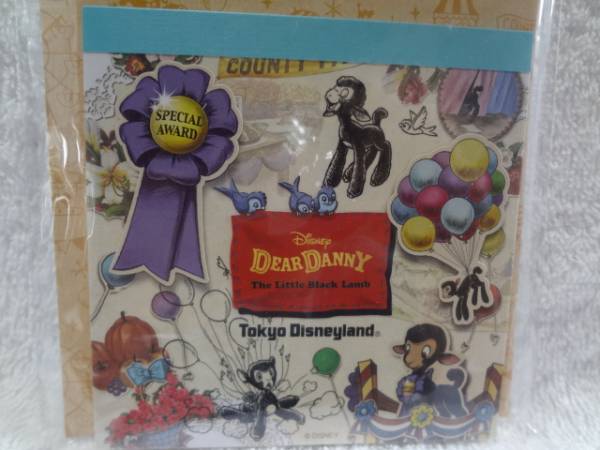 COUNTY
SPECIAL
AWARD
Disney
DEAR DANNY
The Little Black Lamb
Tokyo Disneyland®
© DISNEY